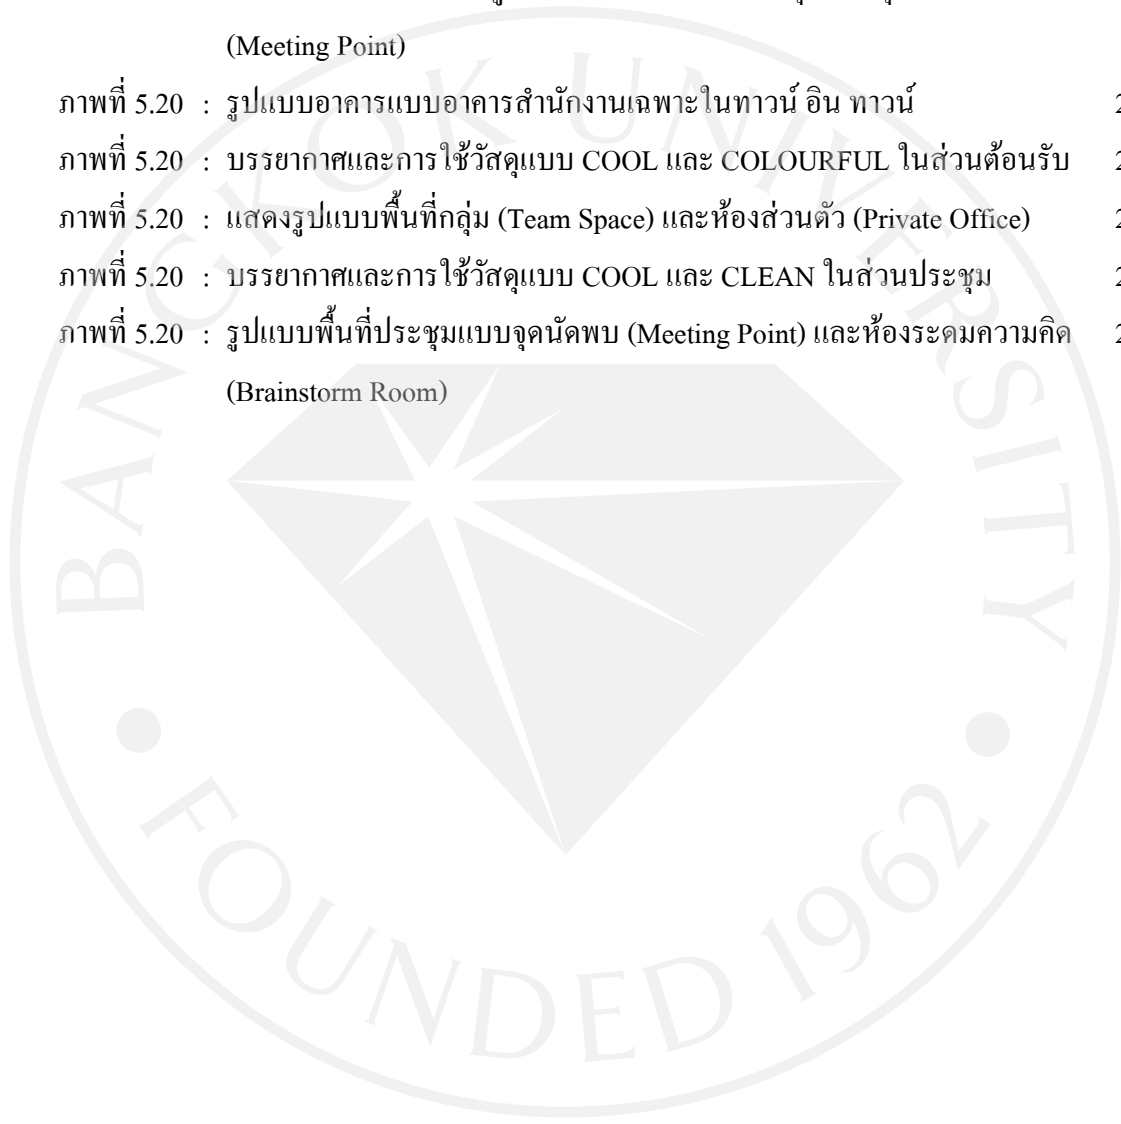 (Meeting Point)
ภาพที่ 5.20 : รูปแบบอาคารแบบอาคารสำนักงานเฉพาะในทาวน์ อิน ทาวน์ 2
ภาพที่ 5.20 : บรรยากาศและการใช้วัสดุแบบ COOL และ COLOURFUL ในส่วนต้อนรับ 2
ภาพที่ 5.20 : แสดงรูปแบบพื้นที่กลุ่ม (Team Space) และห้องส่วนตัว (Private Office) 2
ภาพที่ 5.20 : บรรยากาศและการใช้วัสดุแบบ COOL และ CLEAN ในส่วนประชุม 2
ภาพที่ 5.20 : รูปแบบพื้นที่ประชุมแบบจุดนัดพบ (Meeting Point) และห้องระดมความคิด 2
(Brainstorm Room)
BANGKOK UNIVERSITY
FOUNDED 1962